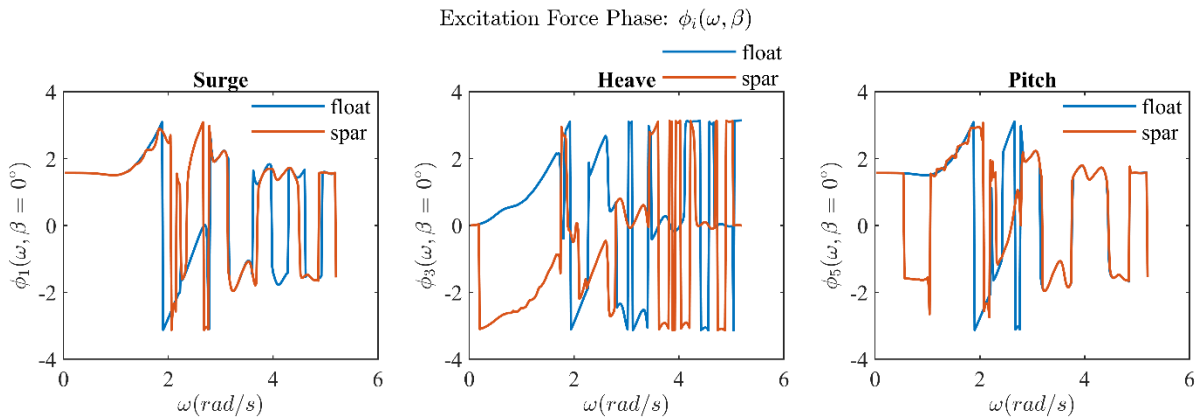 Excitation Force Phase: ϕᵢ(ω, β)
float
spar
Surge
float
spar
4
2
0
-2
-4
0 2 4 6
ϕ₁(ω, β = 0°)
ω(rad/s)
Heave
4
2
0
-2
-4
0 2 4 6
ϕ₃(ω, β = 0°)
ω(rad/s)
Pitch
float
spar
4
2
0
-2
-4
0 2 4 6
ϕ₅(ω, β = 0°)
ω(rad/s)